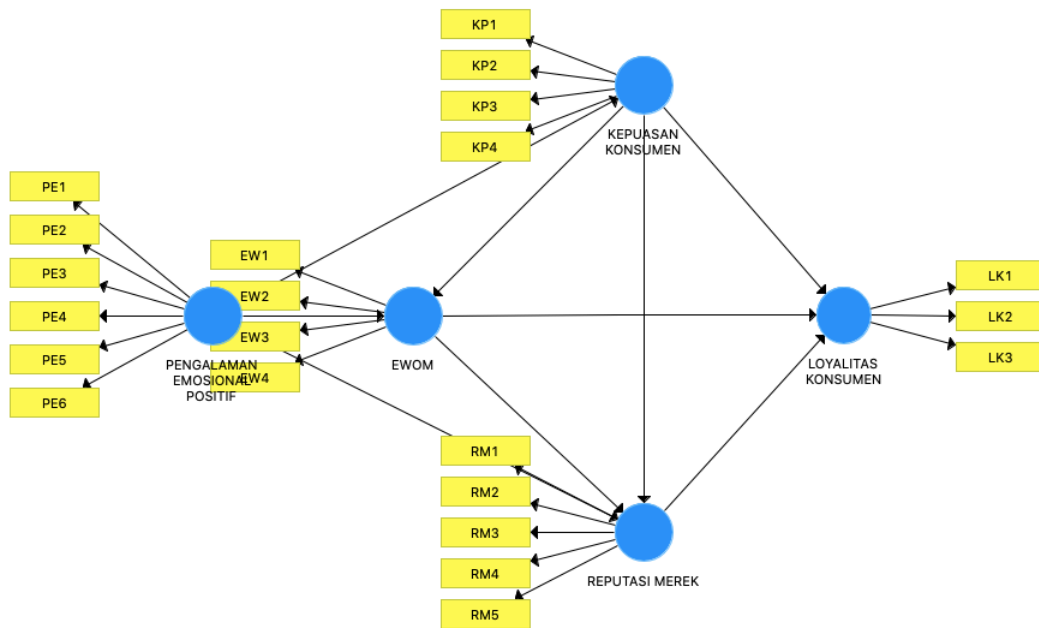 KP1
KP2
KP3
KP4
KEPUASAN
KONSUMEN
PE1
PE2
PE3
PE4
PE5
PE6
PENGALAMAN
EMOSIONAL
POSITIF
EW1
EW2
EW3
EW4
EWOM
LK1
LK2
LK3
LOYALITAS
KONSUMEN
RM1
RM2
RM3
RM4
RM5
REPUTASI MEREK